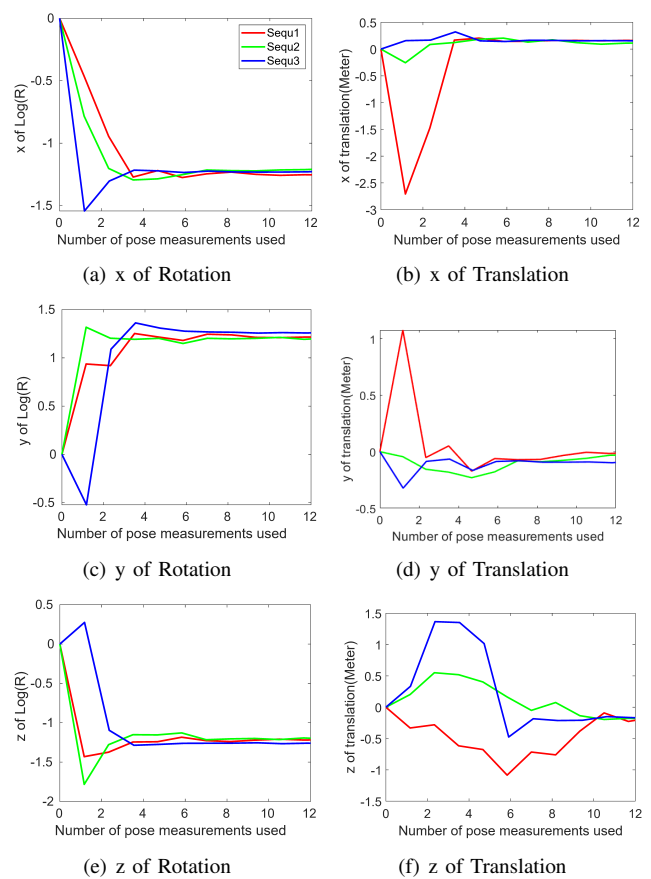 0
-0.5
-1
-1.5
x of Log(R)
Sequ1
Sequ2
Sequ3
0 2 4 6 8 10 12
Number of pose measurements used
(a) x of Rotation
0.5
0
-0.5
-1
-1.5
-2
-2.5
-3
x of translation(Meter)
0 2 4 6 8 10 12
Number of pose measurements used
(b) x of Translation
1.5
1
0.5
0
-0.5
y of Log(R)
0 2 4 6 8 10 12
Number of pose measurements used
(c) y of Rotation
1
0.5
0
-0.5
y of translation(Meter)
0 2 4 6 8 10 12
Number of pose measurements used
(d) y of Translation
0.5
0
-0.5
-1
-1.5
-2
z of Log(R)
0 2 4 6 8 10 12
Number of pose measurements used
(e) z of Rotation
1.5
1
0.5
0
-0.5
-1
-1.5
z of translation(Meter)
0 2 4 6 8 10 12
Number of pose measurements used
(f) z of Translation